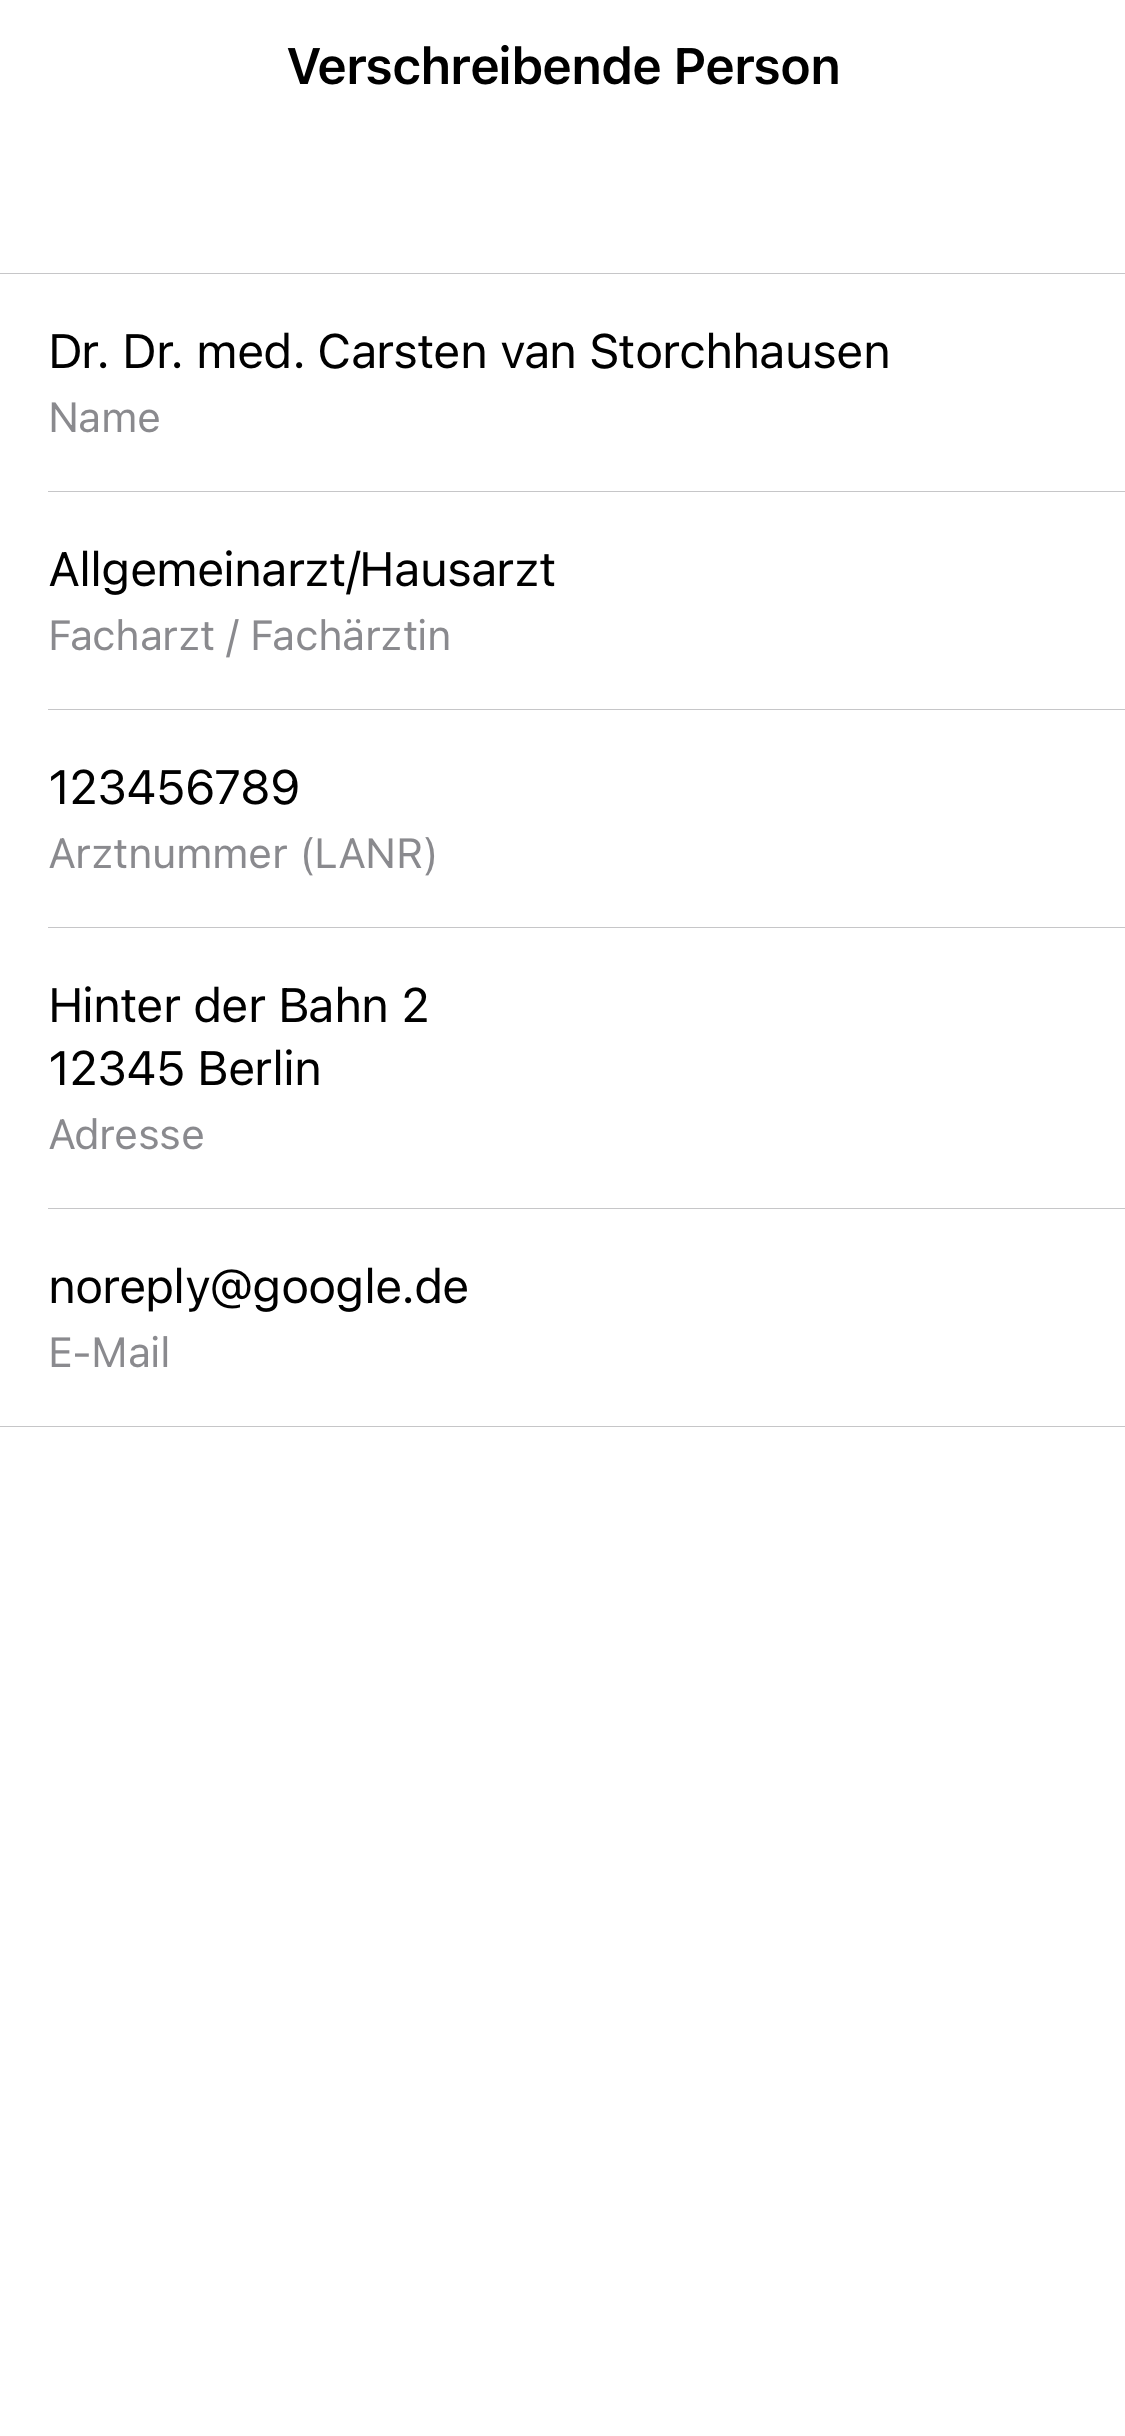 Verschreibende Person
Dr. Dr. med. Carsten van Storchhausen
Name
Allgemeinarzt/Hausarzt
Facharzt / Fachärztin
123456789
Arztnummer (LANR)
Hinter der Bahn 2
12345 Berlin
Adresse
noreply@google.de
E-Mail